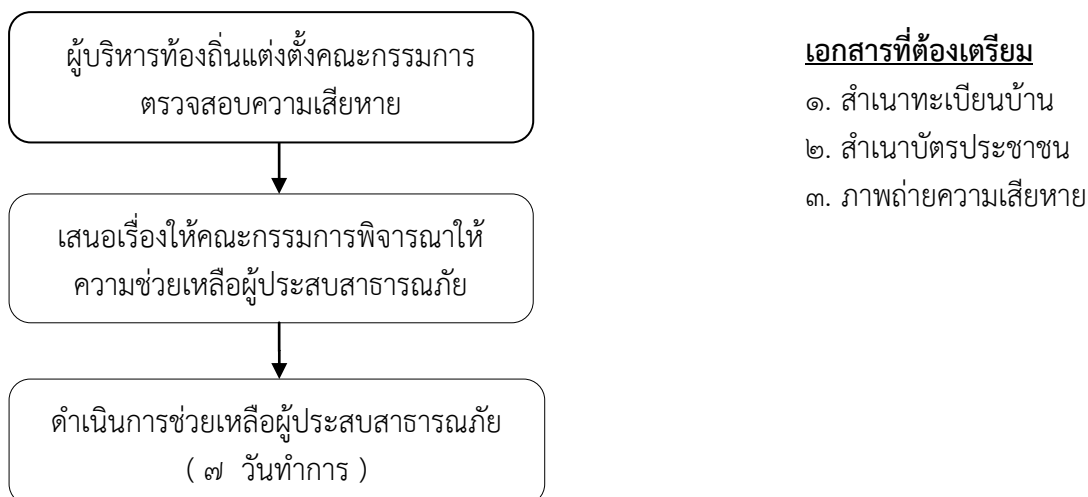 ผู้บริหารท้องถิ่นแต่งตั้งคณะกรรมการ
ตรวจสอบความเสียหาย
เสนอเรื่องให้คณะกรรมการพิจารณาให้
ความช่วยเหลือผู้ประสบสาธารณภัย
ดำเนินการช่วยเหลือผู้ประสบสาธารณภัย
( ๗ วันทำการ )
เอกสารที่ต้องเตรียม
๑. สำเนาทะเบียนบ้าน
๒. สำเนาบัตรประชาชน
๓. ภาพถ่ายความเสียหาย